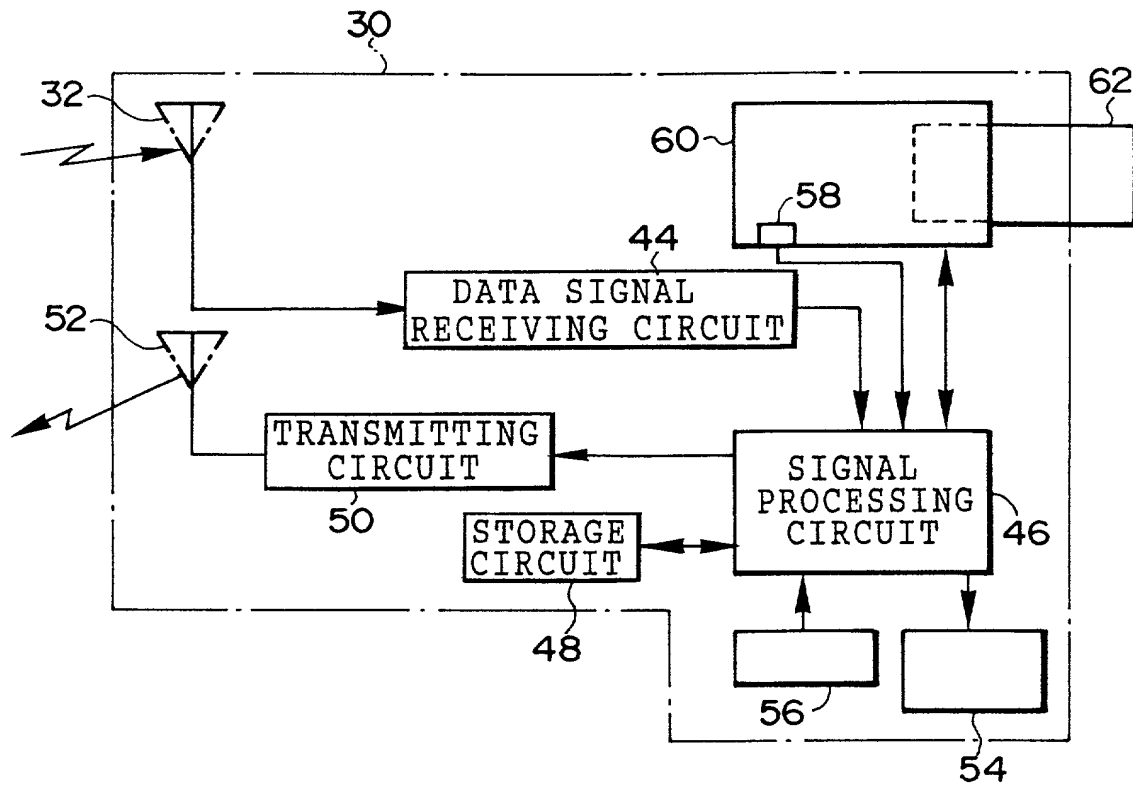 30
32
62
60
58
44
DATA SIGNAL
RECEIVING CIRCUIT
52
TRANSMITTING
CIRCUIT
50
SIGNAL
PROCESSING
CIRCUIT
46
STORAGE
CIRCUIT
48
56
54